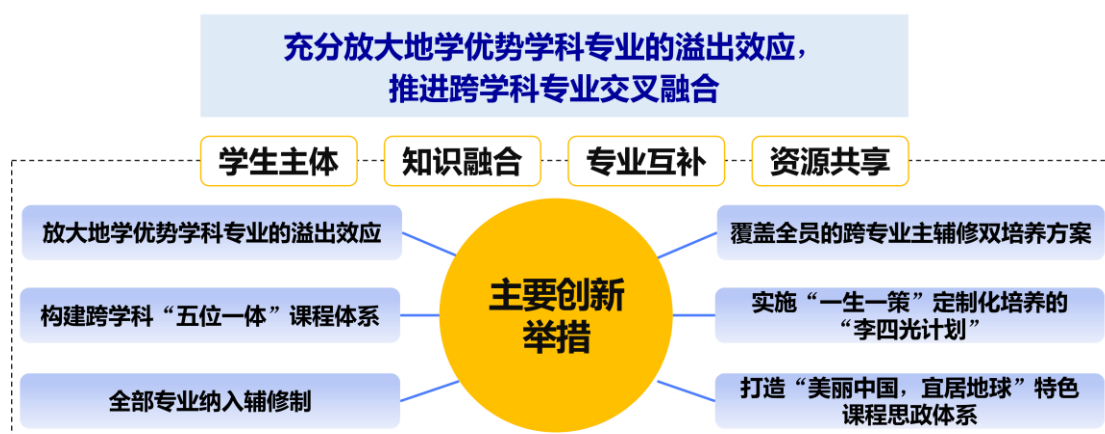 充分放大地学优势学科专业的溢出效应，
推进跨学科专业交叉融合
学生主体
知识融合
专业互补
资源共享
放大地学优势学科专业的溢出效应
构建跨学科“五位一体”课程体系
全部专业纳入辅修制
主要创新
举措
覆盖全员的跨专业主辅修双培养方案
实施“一生一策”定制化培养的
“李四光计划”
打造“美丽中国，宜居地球”特色
课程思政体系